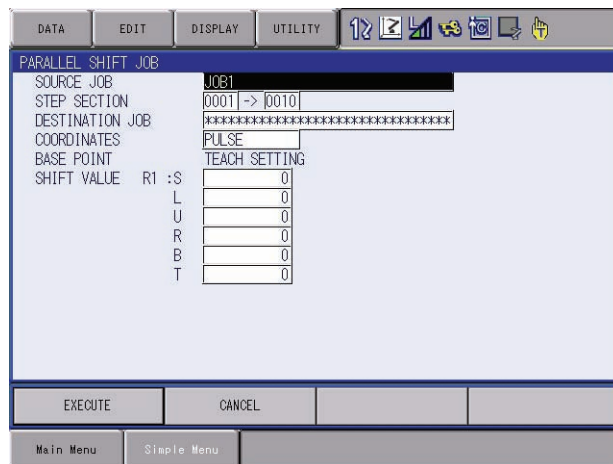 DATA EDIT DISPLAY UTILITY
PARALLEL SHIFT JOB
SOURCE JOB JOB1
STEP SECTION 0001 -> 0010
DESTINATION JOB ********************************
COORDINATES PULSE
BASE POINT TEACH SETTING
SHIFT VALUE R1 :S 0
L 0
U 0
R 0
B 0
T 0
EXECUTE CANCEL
Main Menu Simple Menu